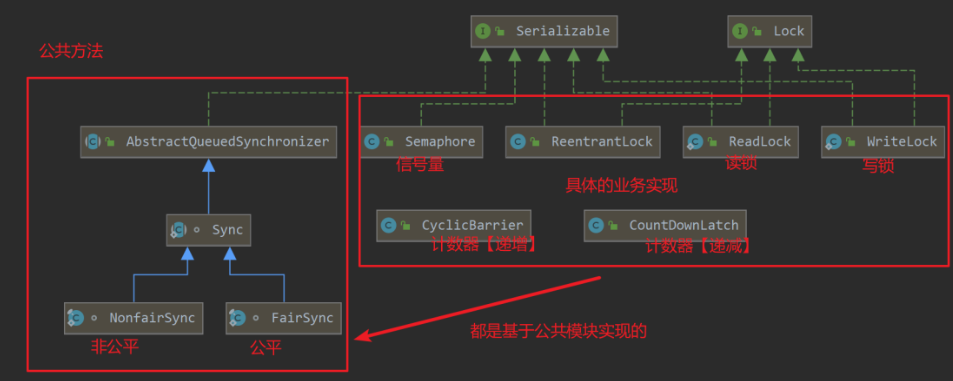 Serializable
Lock
公共方法
AbstractQueuedSynchronizer
Semaphore
ReentrantLock
ReadLock
WriteLock
信号量
读锁
写锁
具体的业务实现
Sync
CyclicBarrier
CountDownLatch
计数器【递增】
计数器【递减】
NonfairSync
FairSync
非公平
公平
都是基于公共模块实现的